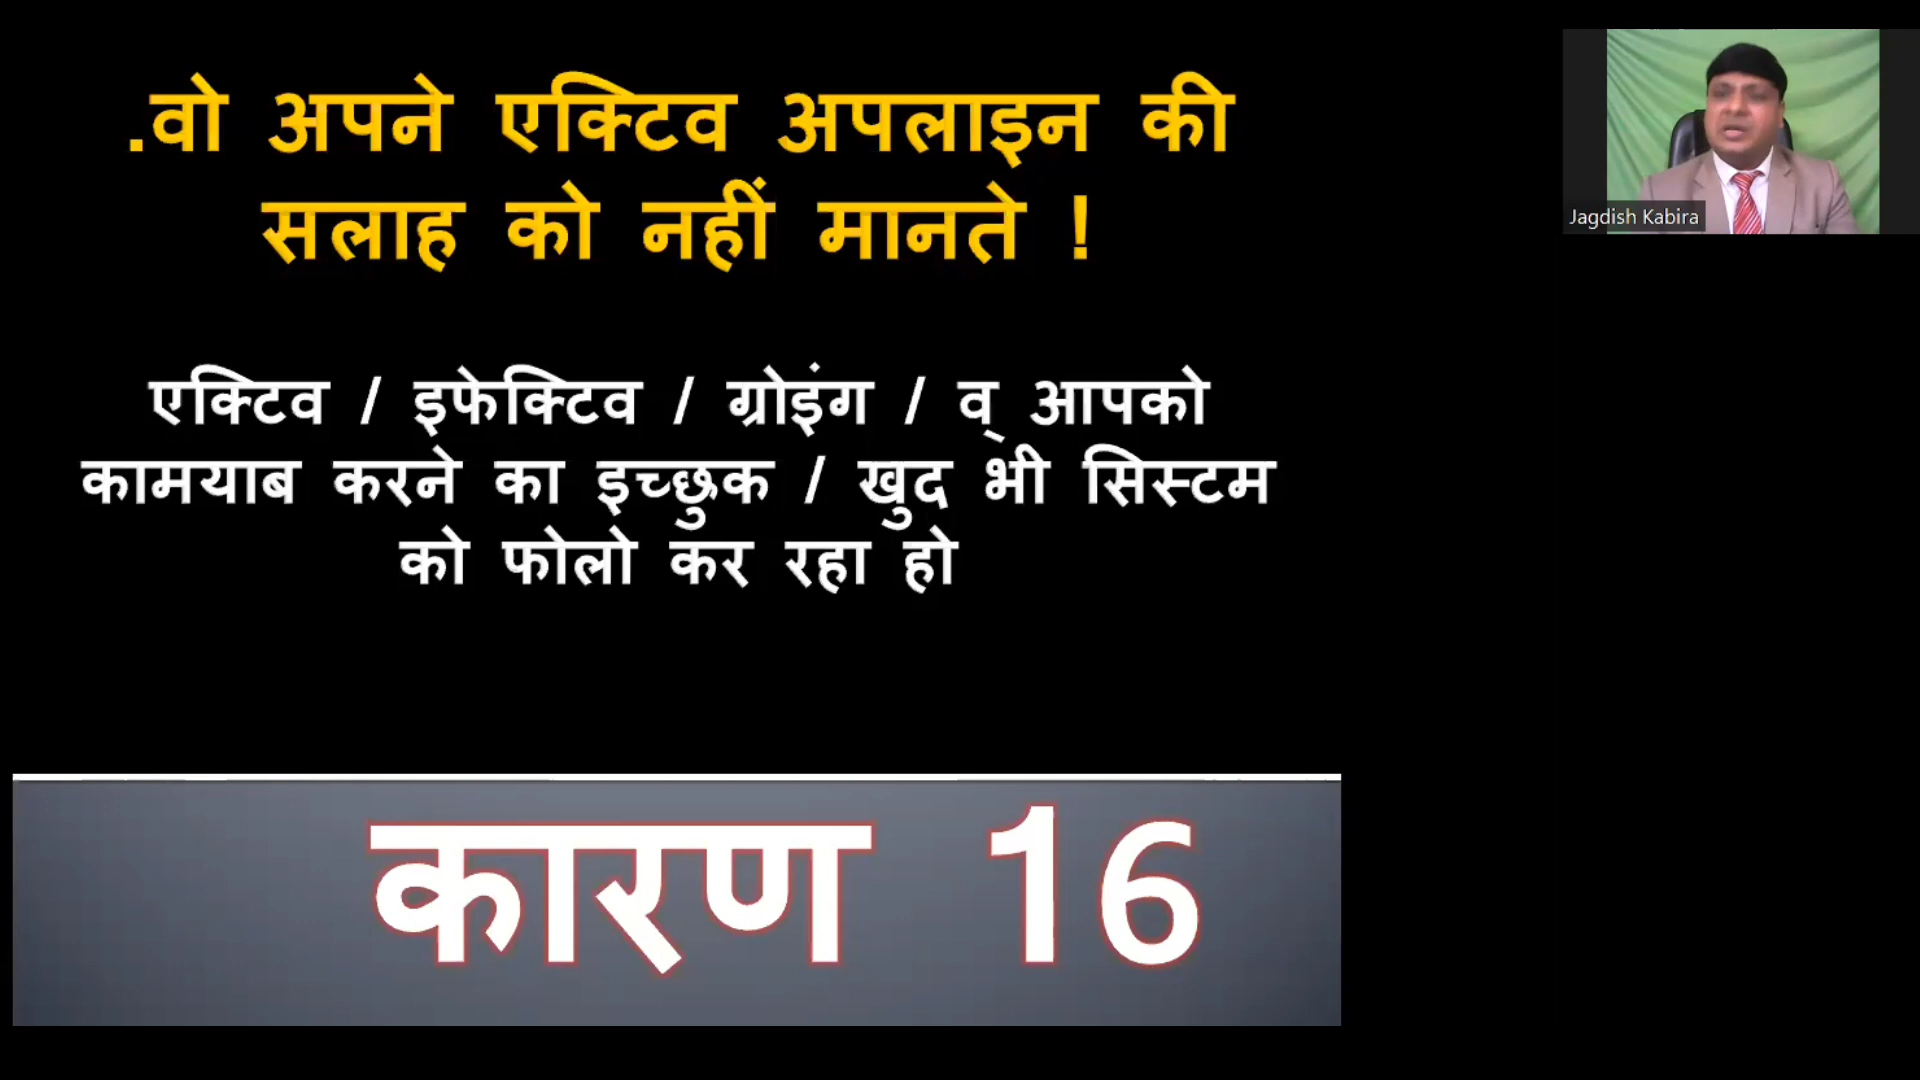 .वो अपने एक्टिव अपलाइन की
सलाह को नहीं मानते !
एक्टिव / इफेक्टिव / ग्रोइंग / व् आपको
कामयाब करने का इच्छुक / खुद भी सिस्टम
को फोलो कर रहा हो
कारण 16
Jagdish Kabira